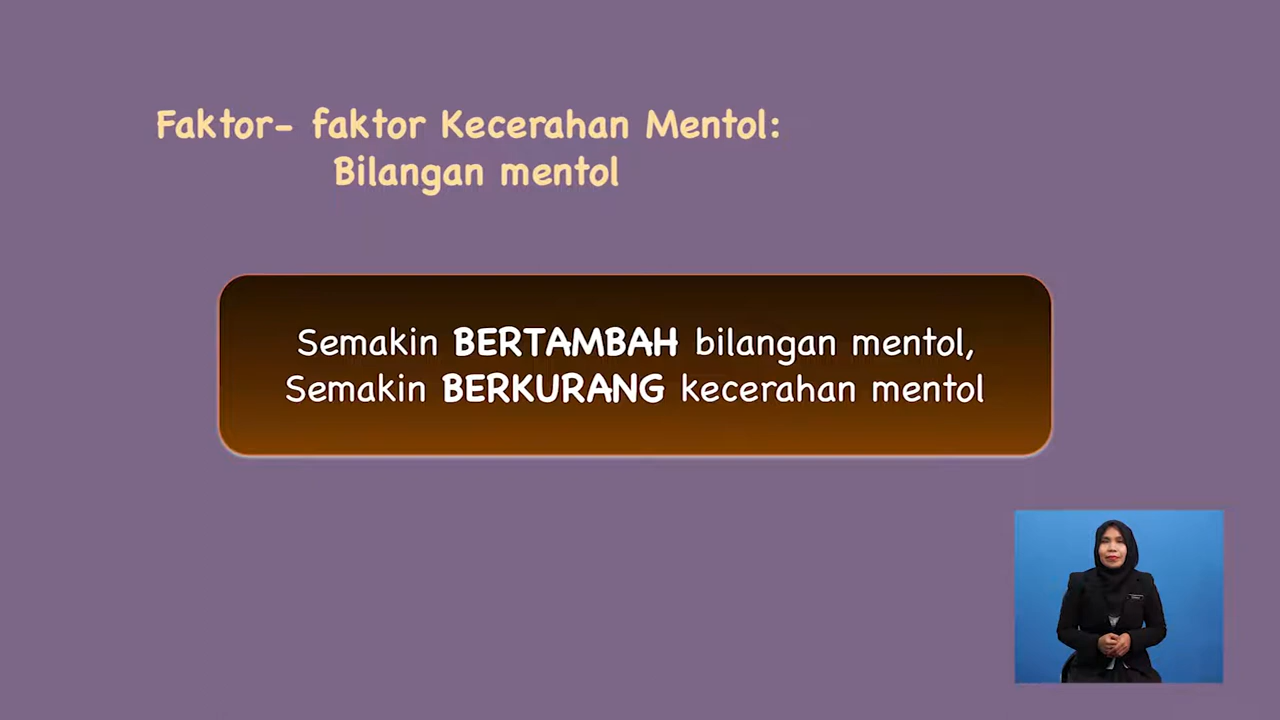 Faktor- faktor Kecerahan Mentol:
Bilangan mentol
Semakin BERTAMBAH bilangan mentol,
Semakin BERKURANG kecerahan mentol